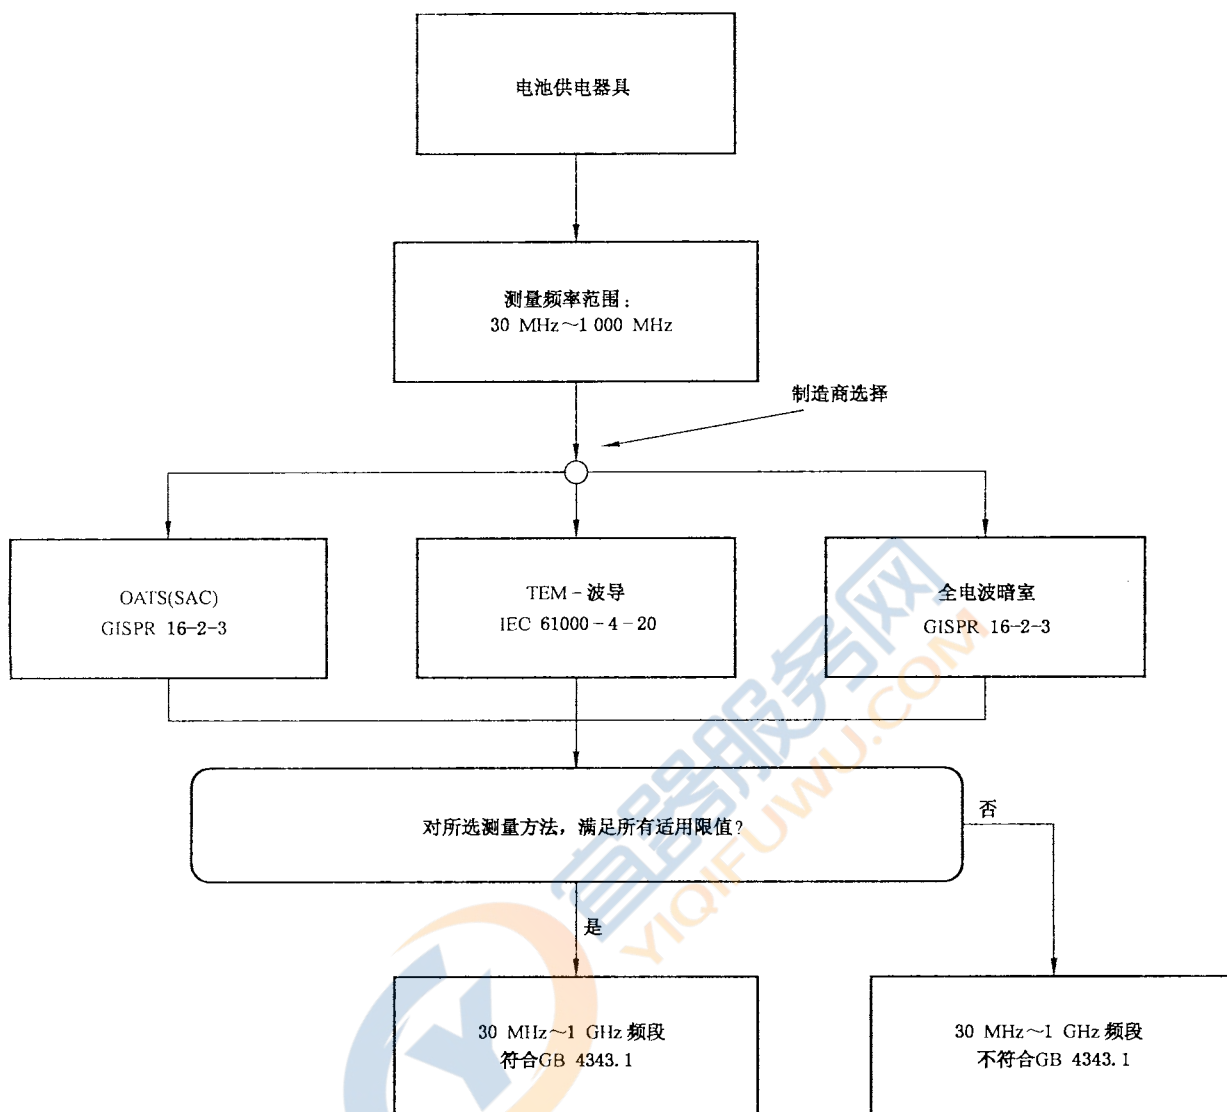 电池供电器具
测量频率范围:
30 MHz～1 000 MHz
制造商选择
OATS(SAC)
GISPR 16-2-3
TEM-波导
IEC 61000-4-20
全电波暗室
GISPR 16-2-3
对所选测量方法，满足所有适用限值?
否
是
30 MHz～1 GHz 频段
符合GB 4343.1
30 MHz～1 GHz 频段
不符合GB 4343.1
仪器服务网
YIQIFUWU.COM